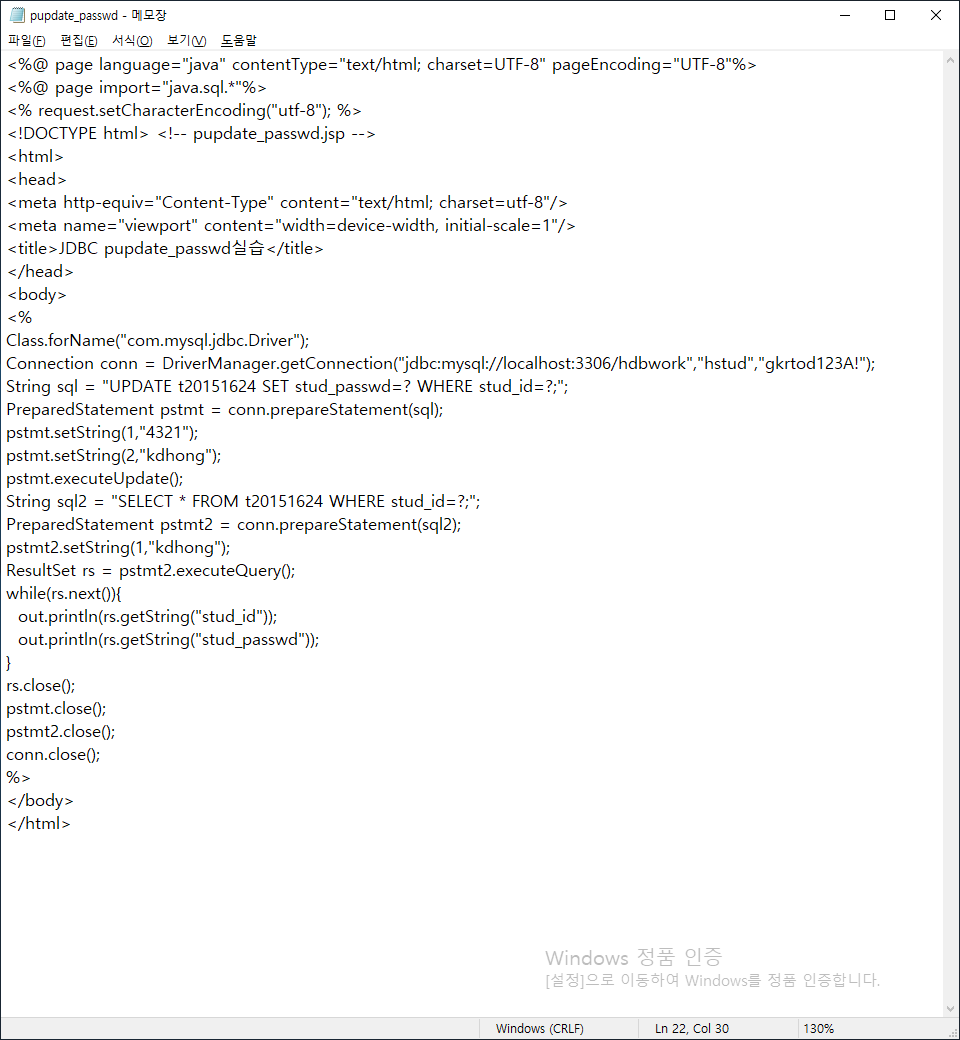 pupdate_passwd - 메모장
파일(F) 편집(E) 서식(O) 보기(V) 도움말
<%@ page language="java" contentType="text/html; charset=UTF-8" pageEncoding="UTF-8"%>
<%@ page import="java.sql.*"%>
<% request.setCharacterEncoding("utf-8"); %>
<!DOCTYPE html> <!-- pupdate_passwd.jsp -->
<html>
<head>
<meta http-equiv="Content-Type" content="text/html; charset=utf-8"/>
<meta name="viewport" content="width=device-width, initial-scale=1"/>
<title>JDBC pupdate_passwd실습</title>
</head>
<body>
<%
Class.forName("com.mysql.jdbc.Driver");
Connection conn = DriverManager.getConnection("jdbc:mysql://localhost:3306/hdbwork","hstud","gkrtod123A!");
String sql = "UPDATE t20151624 SET stud_passwd=? WHERE stud_id=?;";
PreparedStatement pstmt = conn.prepareStatement(sql);
pstmt.setString(1,"4321");
pstmt.setString(2,"kdhong");
pstmt.executeUpdate();
String sql2 = "SELECT * FROM t20151624 WHERE stud_id=?;";
PreparedStatement pstmt2 = conn.prepareStatement(sql2);
pstmt2.setString(1,"kdhong");
ResultSet rs = pstmt2.executeQuery();
while(rs.next()){
  out.println(rs.getString("stud_id"));
  out.println(rs.getString("stud_passwd"));
}
rs.close();
pstmt.close();
pstmt2.close();
conn.close();
%>
</body>
</html>
Windows 정품 인증
[설정]으로 이동하여 Windows를 정품 인증합니다.
Windows (CRLF) Ln 22, Col 30 130%